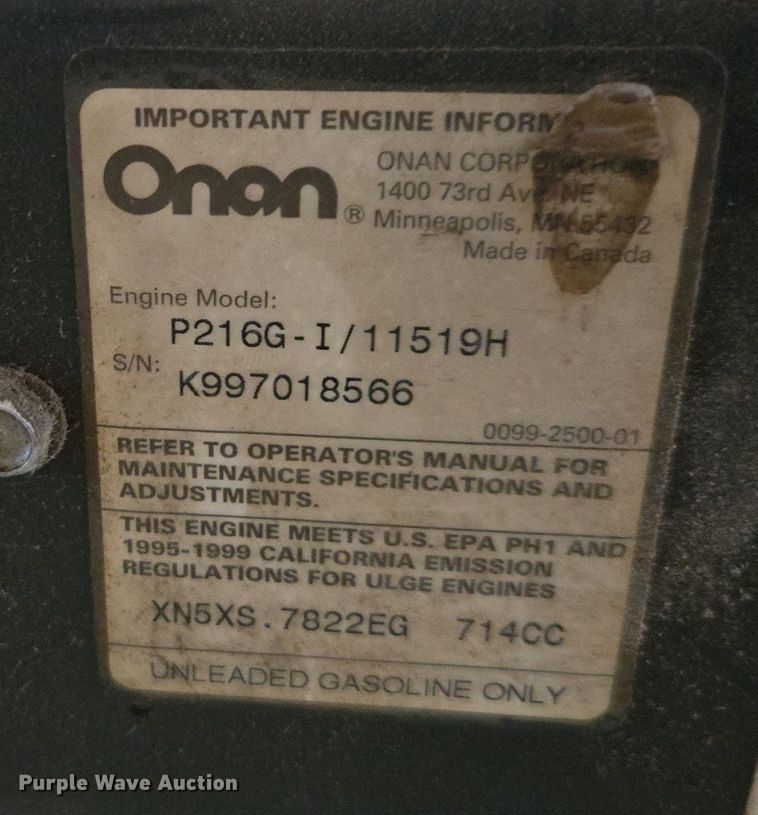 IMPORTANT ENGINE INFORM
Onan®
ONAN CORPORATION
1400 73rd Ave. NE
Minneapolis, MN 55432
Made in Canada
Engine Model:
P216G-I/11519H
S/N:
K997018566
0099-2500-01
REFER TO OPERATOR'S MANUAL FOR
MAINTENANCE SPECIFICATIONS AND
ADJUSTMENTS.
THIS ENGINE MEETS U.S. EPA PH1 AND
1995-1999 CALIFORNIA EMISSION
REGULATIONS FOR ULGE ENGINES
XN5XS.7822EG 714CC
UNLEADED GASOLINE ONLY
Purple Wave Auction